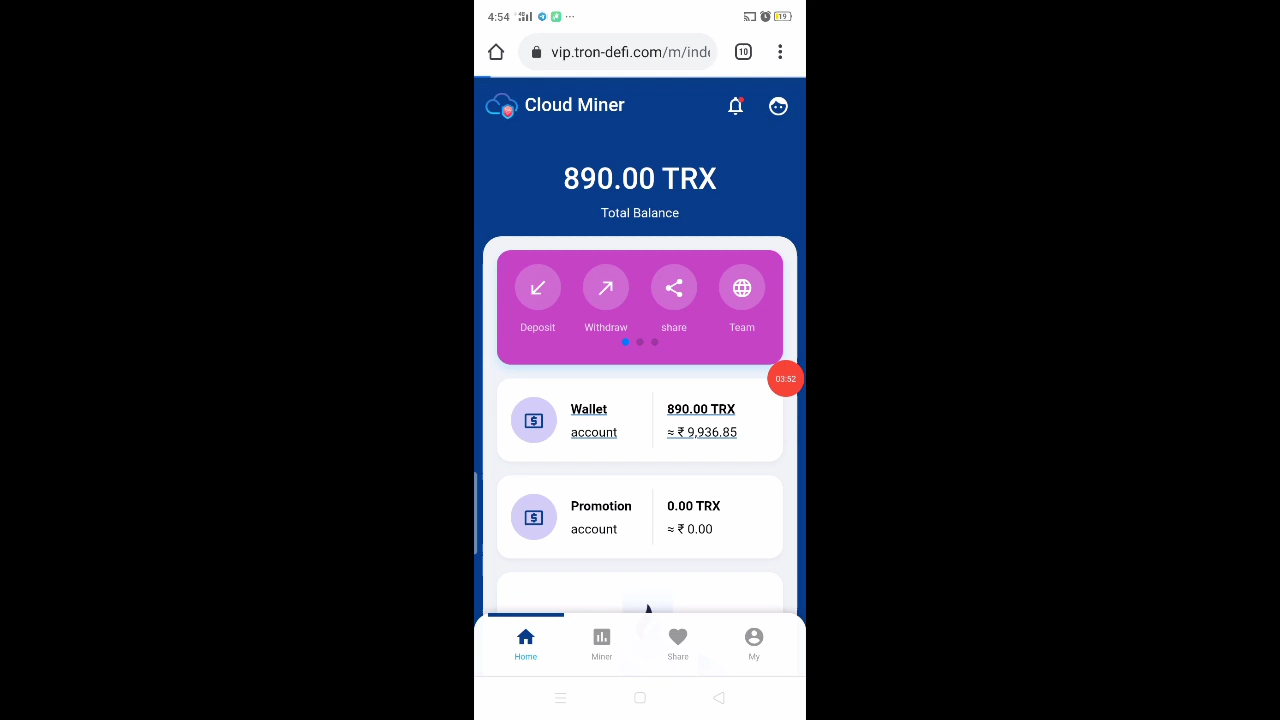 4:54
19
vip.tron-defi.com/m/inde
10
Cloud Miner
890.00 TRX
Total Balance
Deposit Withdraw share Team
03:52
Wallet 890.00 TRX
account ≈ ₹ 9,936.85
Promotion 0.00 TRX
account ≈ ₹ 0.00
Home Miner Share My